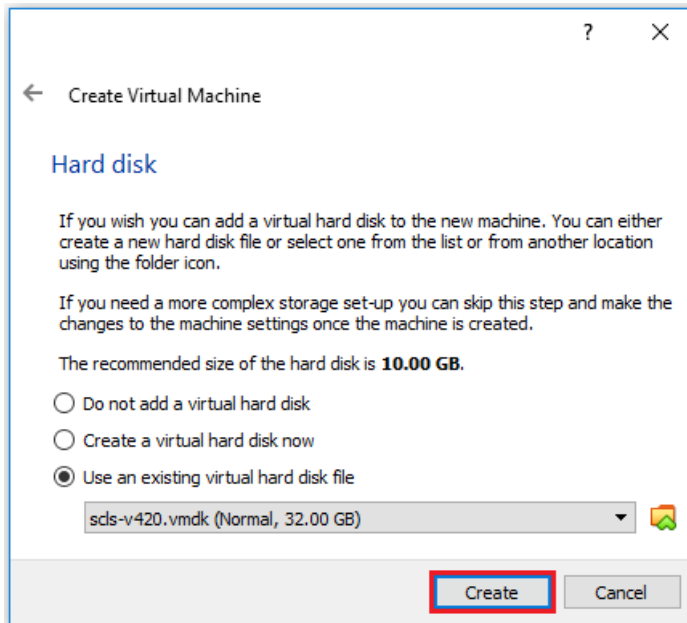 ?
Create Virtual Machine
Hard disk
If you wish you can add a virtual hard disk to the new machine. You can either
create a new hard disk file or select one from the list or from another location
using the folder icon.
If you need a more complex storage set-up you can skip this step and make the
changes to the machine settings once the machine is created.
The recommended size of the hard disk is 10.00 GB.
Do not add a virtual hard disk
Create a virtual hard disk now
Use an existing virtual hard disk file
scls-v420.vmdk (Normal, 32.00 GB)
Create Cancel